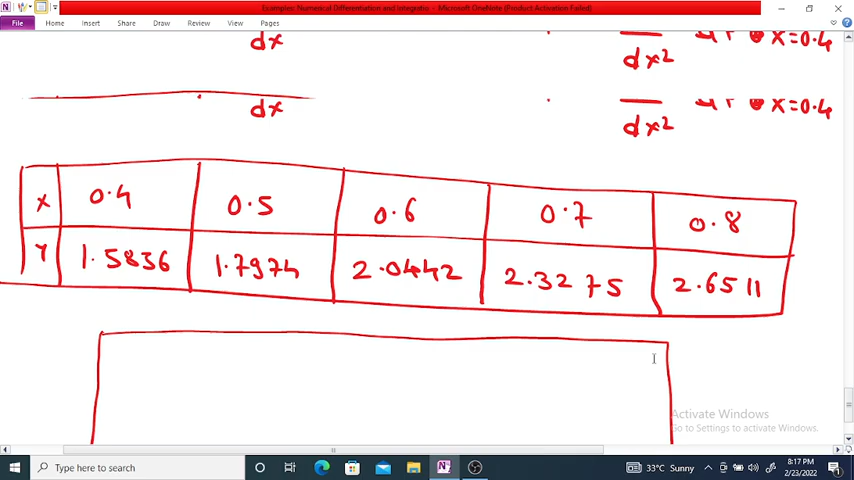 Examples: Numerical Differentiation and Integratio - Microsoft OneNote (Product Activation Failed)
File Home Insert Share Draw History Review View Pages
dx
dx² at x=0.4
dx
dx² at x=0.4
X 0.4 0.5 0.6 0.7 0.8
Y 1.5836 1.7974 2.0442 2.3275 2.6511
Activate Windows
Go to Settings to activate Windows.
Type here to search
33°C Sunny
8:17 PM
2/23/2022